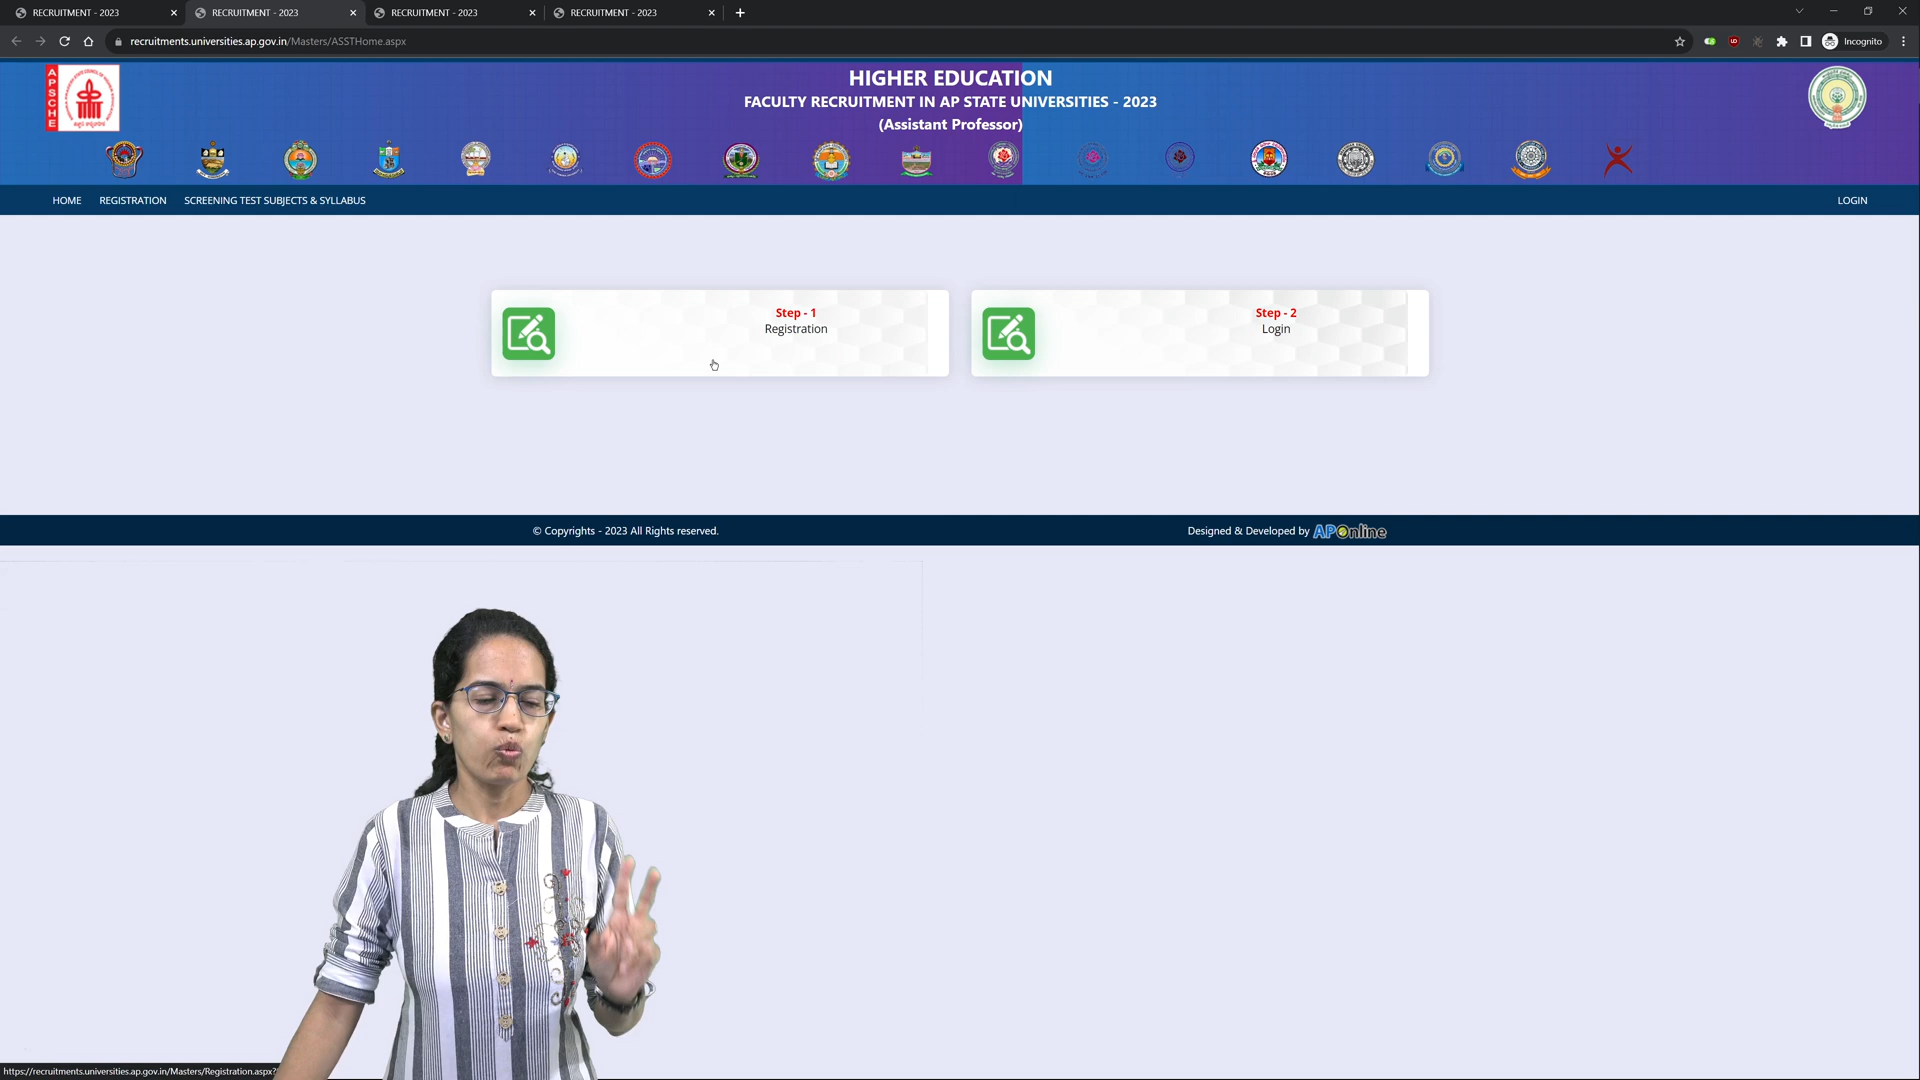 RECRUITMENT - 2023
RECRUITMENT - 2023
RECRUITMENT - 2023
RECRUITMENT - 2023
recruitments.universities.ap.gov.in/Masters/ASSTHome.aspx
Incognito
APSCHE
HIGHER EDUCATION
FACULTY RECRUITMENT IN AP STATE UNIVERSITIES - 2023
(Assistant Professor)
HOME
REGISTRATION
SCREENING TEST SUBJECTS & SYLLABUS
LOGIN
Step - 1
Registration
Step - 2
Login
© Copyrights - 2023 All Rights reserved.
Designed & Developed by APOnline
https://recruitments.universities.ap.gov.in/Masters/Registration.aspx?